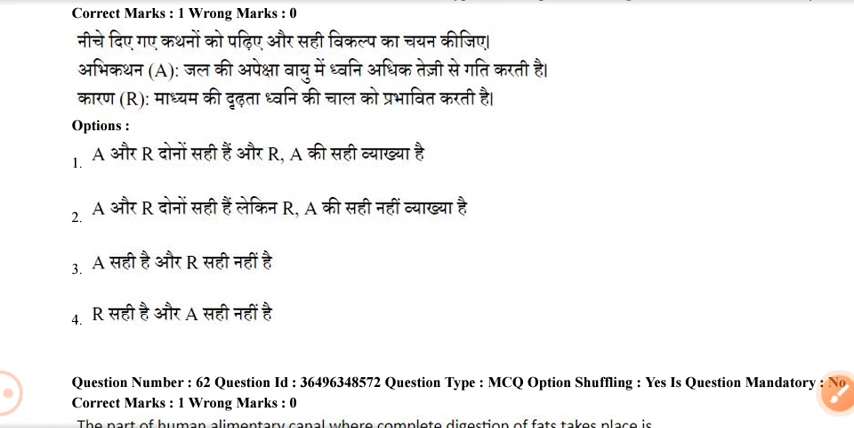 Correct Marks : 1 Wrong Marks : 0
नीचे दिए गए कथनों को पढ़िए और सही विकल्प का चयन कीजिए|
अभिकथन (A): जल की अपेक्षा वायु में ध्वनि अधिक तेज़ी से गति करती है|
कारण (R): माध्यम की दृढ़ता ध्वनि की चाल को प्रभावित करती है|
Options :
1. A और R दोनों सही हैं और R, A की सही व्याख्या है
2. A और R दोनों सही हैं लेकिन R, A की सही नहीं व्याख्या है
3. A सही है और R सही नहीं है
4. R सही है और A सही नहीं है
Question Number : 62 Question Id : 36496348572 Question Type : MCQ Option Shuffling : Yes Is Question Mandatory : No
Correct Marks : 1 Wrong Marks : 0
The part of human alimentary canal where complete digestion of fats takes place is